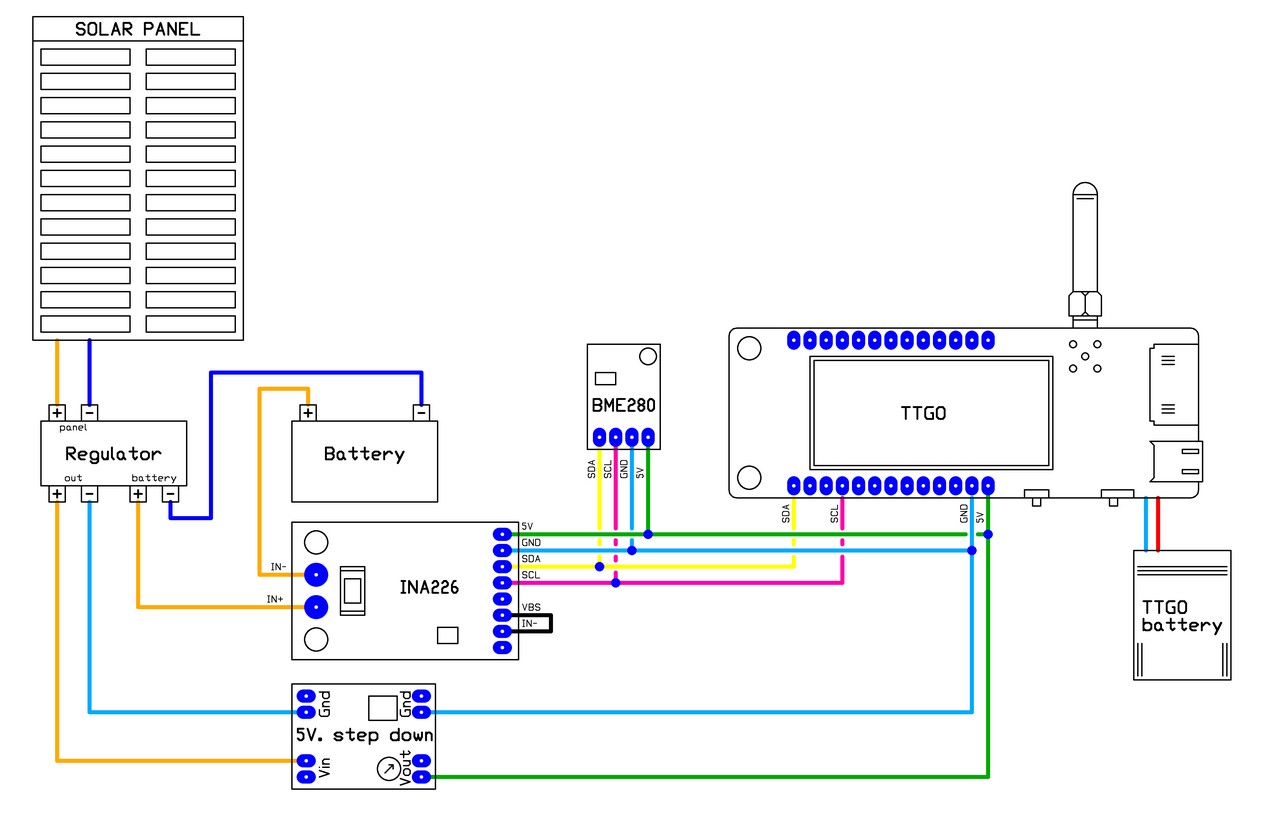 SOLAR PANEL
+
-
panel
Regulator
out
battery
+
-
+
-
+
-
Battery
BME280
SDA
SCL
GND
5V
TTGO
SDA
SCL
GND
5V
5V
GND
SDA
SCL
VBS
IN-
IN-
IN+
INA226
TTGO
battery
Gnd
Gnd
5V. step down
Vin
Vout